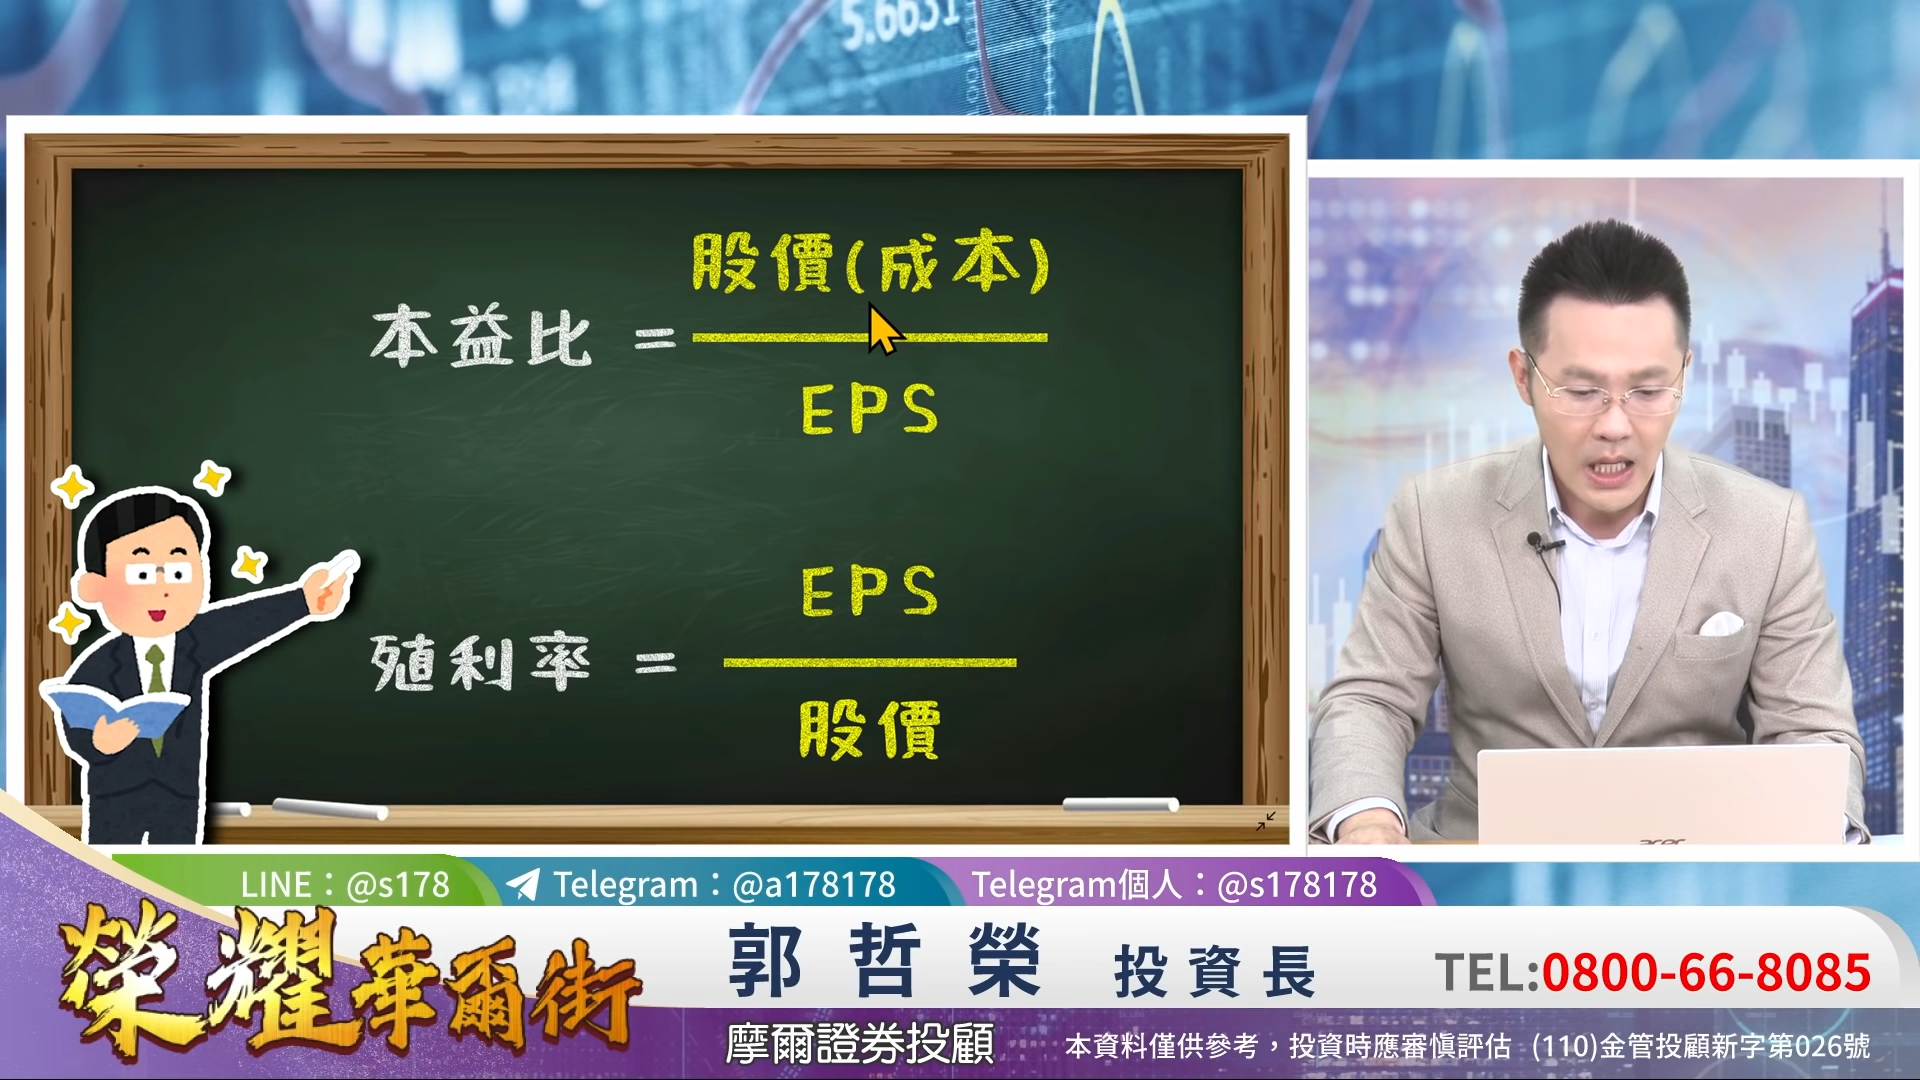 5.6631
本益比 = 股價(成本)
EPS
殖利率 = EPS
股價
acer
LINE：@s178
Telegram：@a178178
Telegram個人：@s178178
榮耀華爾街
郭哲榮 投資長
TEL:0800-66-8085
摩爾證券投顧
本資料僅供參考，投資時應審慎評估 (110)金管投顧新字第026號